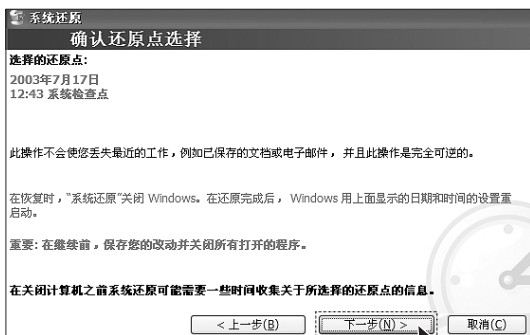 系统还原
确认还原点选择
选择的还原点:
2003年7月17日
12:43 系统检查点
此操作不会使您丢失最近的工作，例如已保存的文档或电子邮件，并且此操作是完全可逆的。
在恢复时，“系统还原”关闭 Windows。在还原完成后， Windows 用上面显示的日期和时间的设置重
启动。
重要: 在继续前，保存您的改动并关闭所有打开的程序。
在关闭计算机之前系统还原可能需要一些时间收集关于所选择的还原点的信息。
< 上一步(B) 下一步(N) > 取消(C)